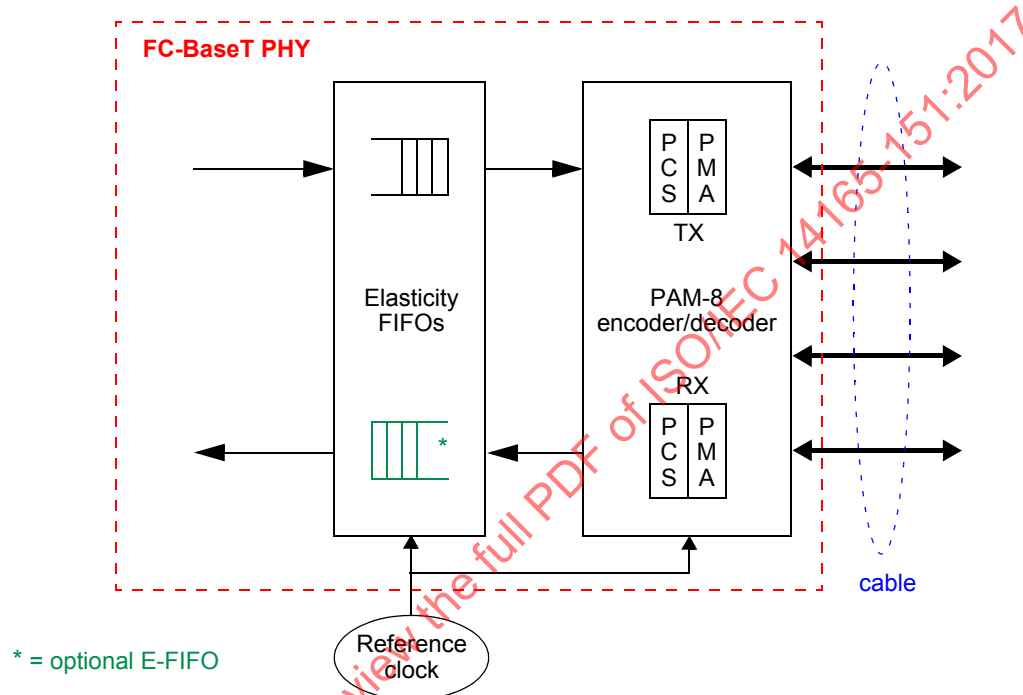 FC-BaseT PHY
P P
C M
S A
TX
Elasticity
FIFOs
PAM-8
encoder/decoder
RX
*
P P
C M
S A
cable
Reference
clock
* = optional E-FIFO
view the full PDF of ISO/IEC 14165-151:2017